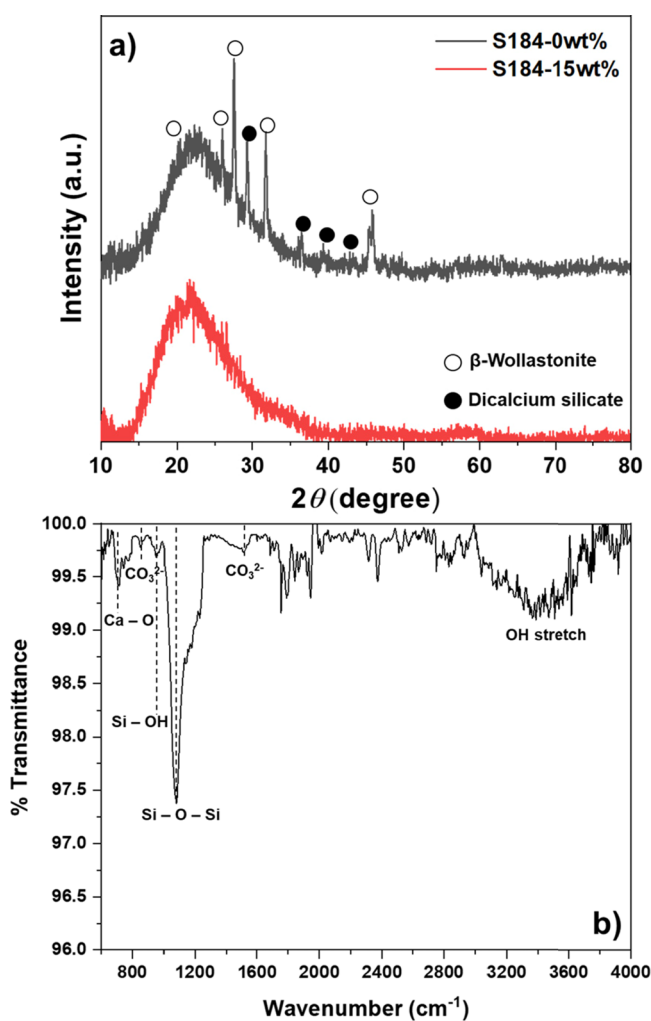 a)
S184-0wt%
S184-15wt%
Intensity (a.u.)
β-Wollastonite
Dicalcium silicate
10 20 30 40 50 60 70 80
2θ (degree)
100.0
99.5
99.0
98.5
98.0
97.5
97.0
96.5
96.0
% Transmittance
CO₃²⁻
CO₃²⁻
Ca – O
OH stretch
Si – OH
Si – O – Si
b)
800 1200 1600 2000 2400 2800 3200 3600 4000
Wavenumber (cm⁻¹)